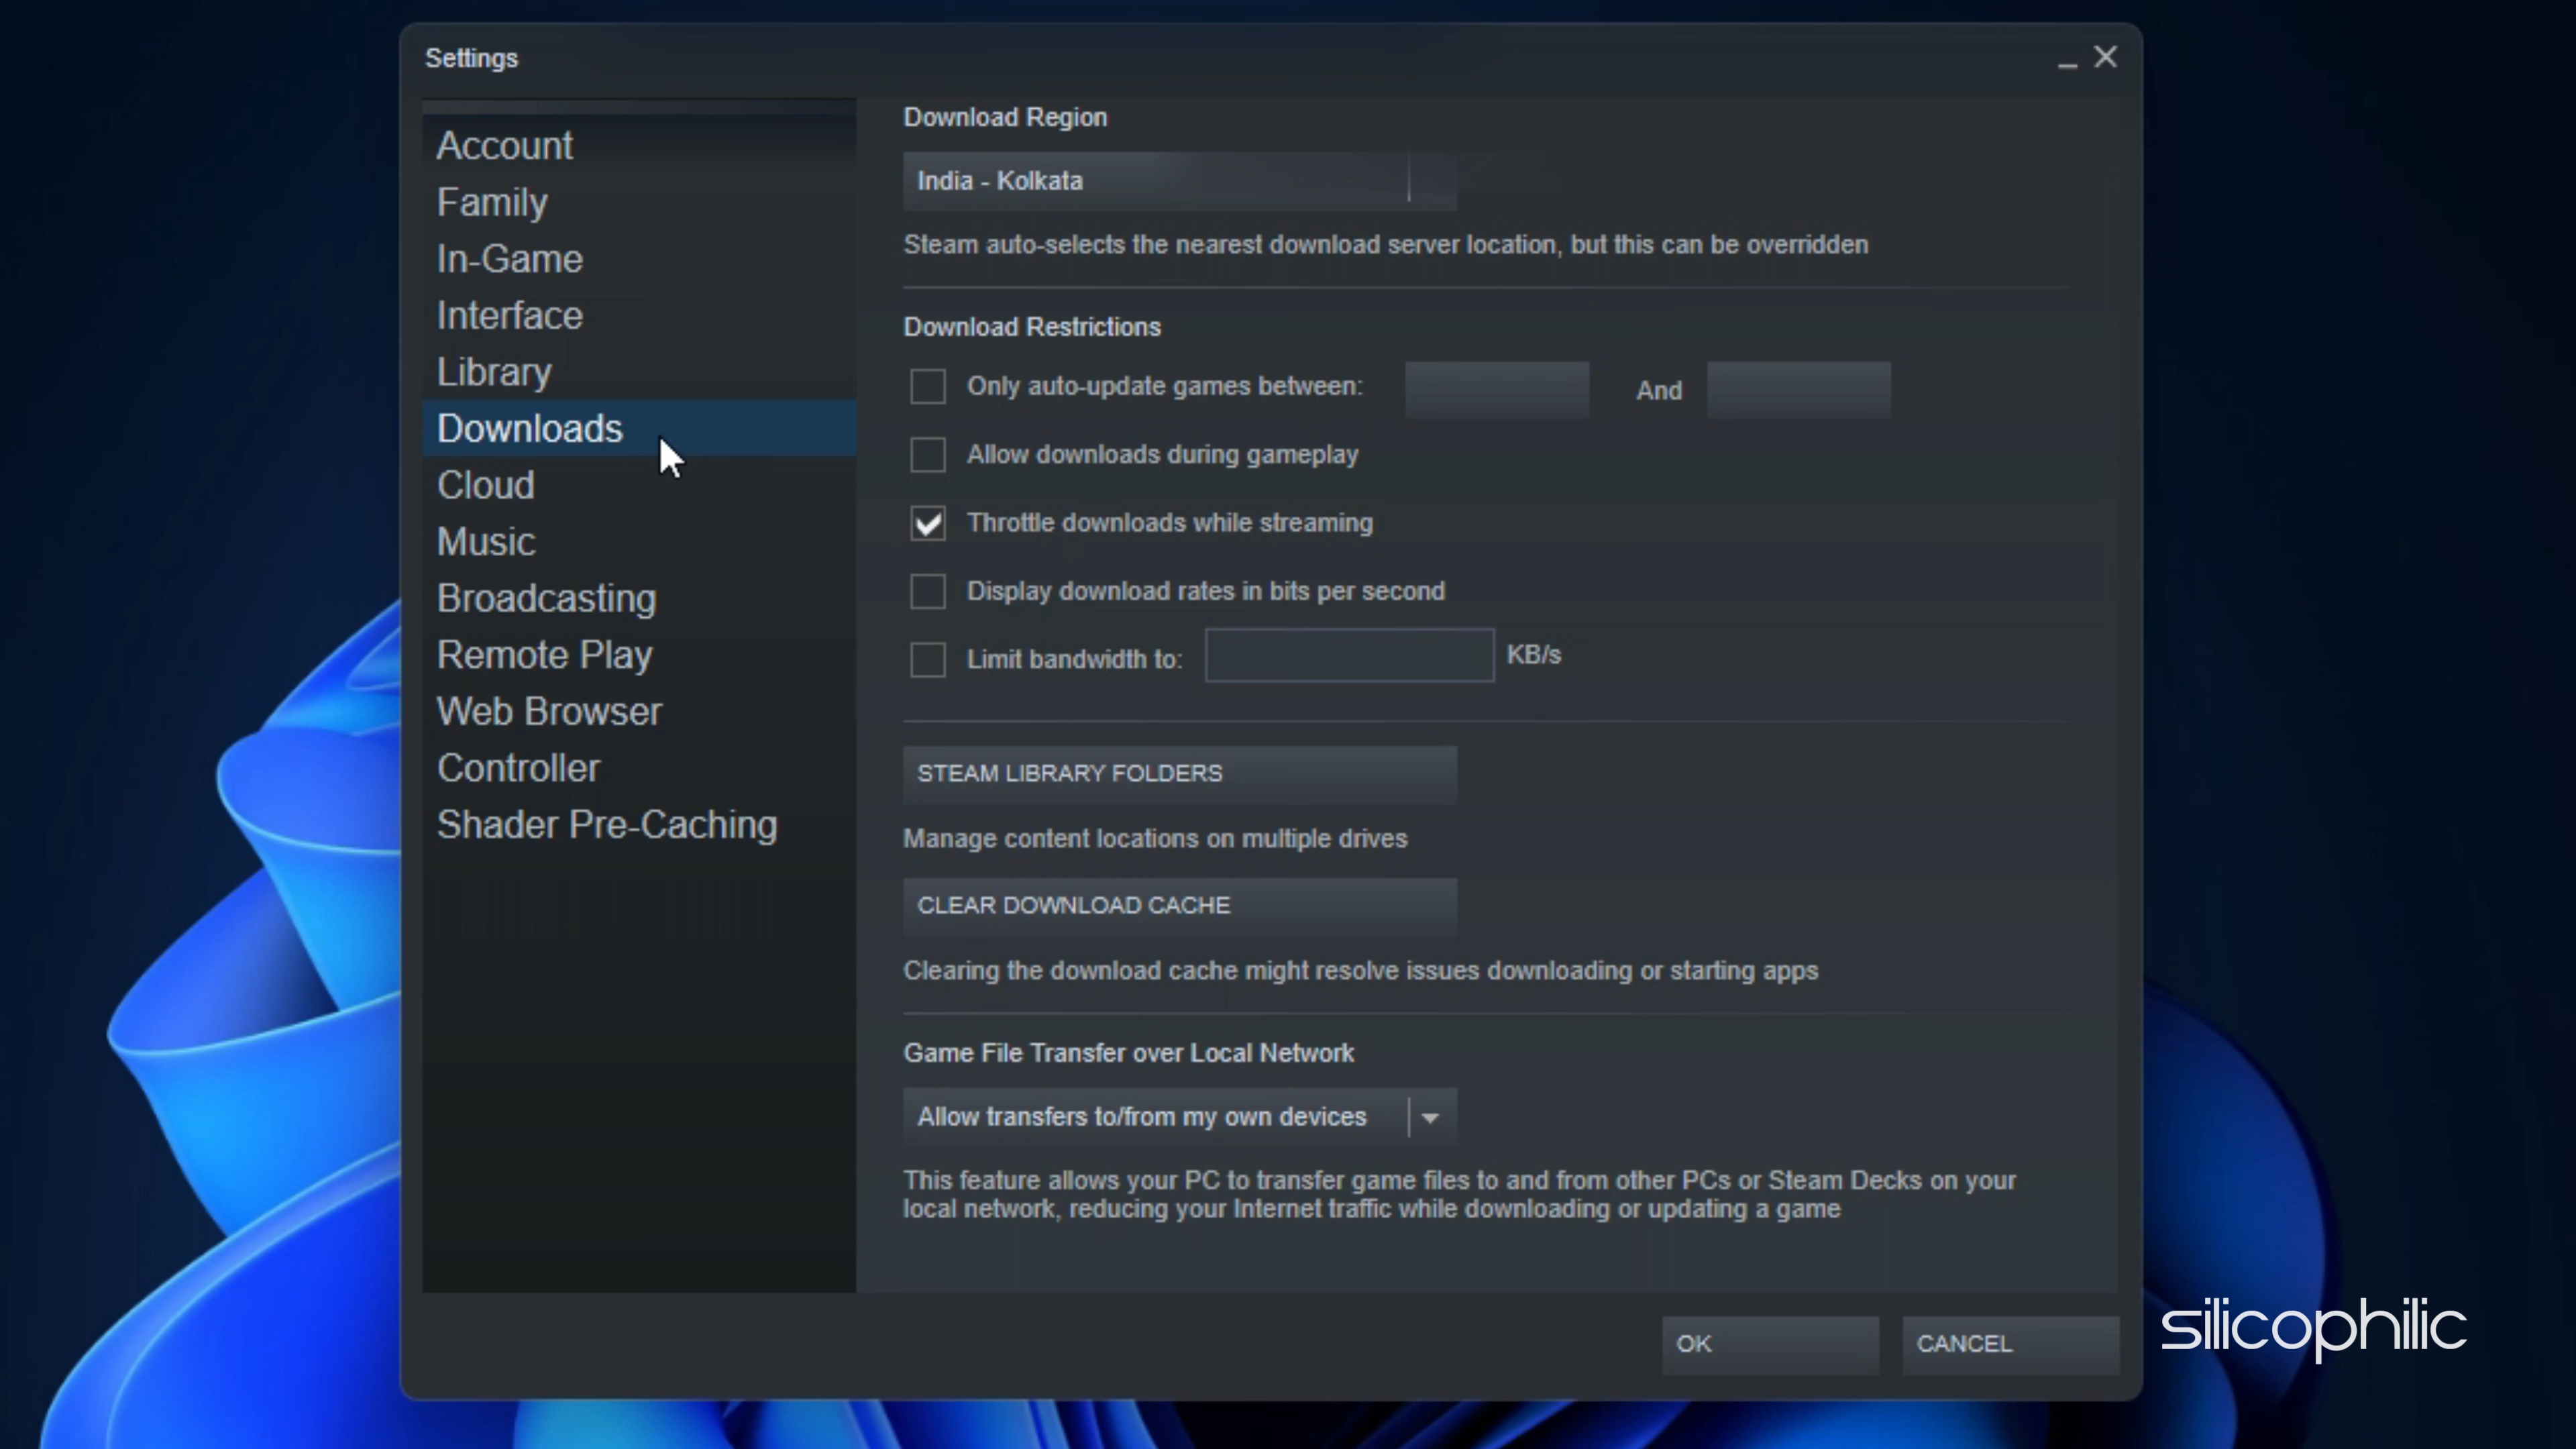 Settings
Account
Family
In-Game
Interface
Library
Downloads
Cloud
Music
Broadcasting
Remote Play
Web Browser
Controller
Shader Pre-Caching
Download Region
India - Kolkata
Steam auto-selects the nearest download server location, but this can be overridden
Download Restrictions
Only auto-update games between: And
Allow downloads during gameplay
Throttle downloads while streaming
Display download rates in bits per second
Limit bandwidth to: KB/s
STEAM LIBRARY FOLDERS
Manage content locations on multiple drives
CLEAR DOWNLOAD CACHE
Clearing the download cache might resolve issues downloading or starting apps
Game File Transfer over Local Network
Allow transfers to/from my own devices
This feature allows your PC to transfer game files to and from other PCs or Steam Decks on your
local network, reducing your Internet traffic while downloading or updating a game
OK CANCEL
silicophilic